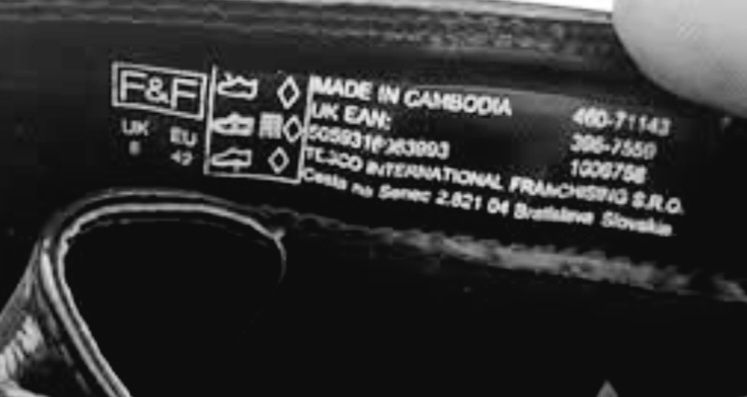 F&F
UK EU
8 42
MADE IN CAMBODIA
UK EAN:
TESCO INTERNATIONAL FRANCHISING S.R.O.
Cesta na Senec 2.821 04 Bratislava Slovakia
460-71143
396-7550
1006758